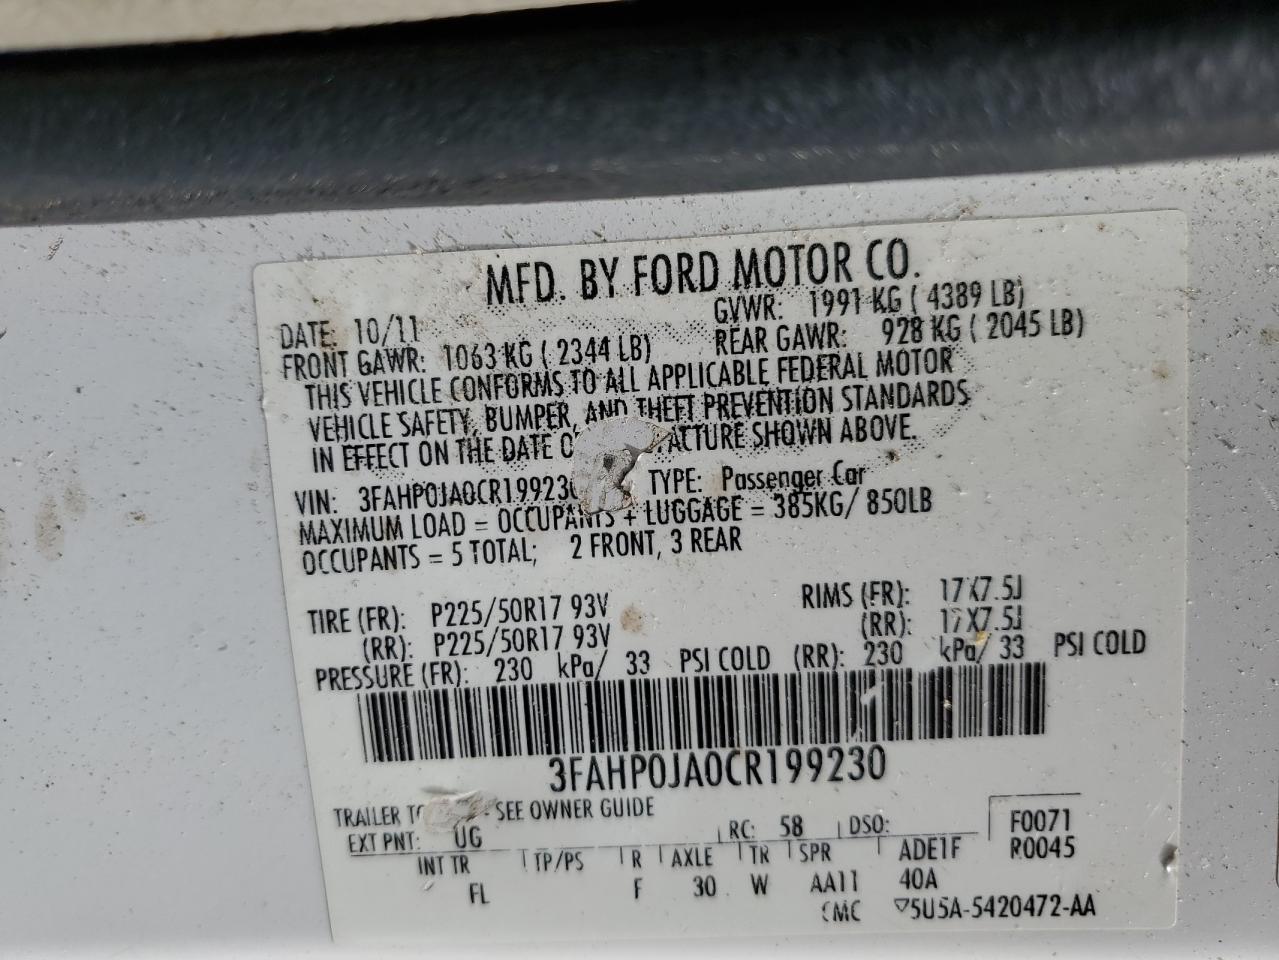 MFD. BY FORD MOTOR CO.
DATE: 10/11 GVWR: 1991 KG ( 4389 LB)
FRONT GAWR: 1063 KG ( 2344 LB) REAR GAWR: 928 KG ( 2045 LB)
THIS VEHICLE CONFORMS TO ALL APPLICABLE FEDERAL MOTOR
VEHICLE SAFETY, BUMPER, AND THEFT PREVENTION STANDARDS
IN EFFECT ON THE DATE SHOWN ABOVE.
VIN: 3FAHP0JA0CR199230 TYPE: Passenger Car
MAXIMUM LOAD = OCCUPANTS + LUGGAGE = 385KG/ 850LB
OCCUPANTS = 5 TOTAL; 2 FRONT, 3 REAR
TIRE (FR): P225/50R17 93V RIMS (FR): 17X7.5J
(RR): P225/50R17 93V (RR): 17X7.5J
PRESSURE (FR): 230 kPa/ 33 PSI COLD (RR): 230 kPa/ 33 PSI COLD
3FAHP0JA0CR199230
TRAILER - SEE OWNER GUIDE
EXT PNT: UG RC: 58 DSO: F0071
INT TR TP/PS R AXLE TR SPR ADE1F R0045
FL F 30 W AA11 40A
CMC ▽5U5A-5420472-AA